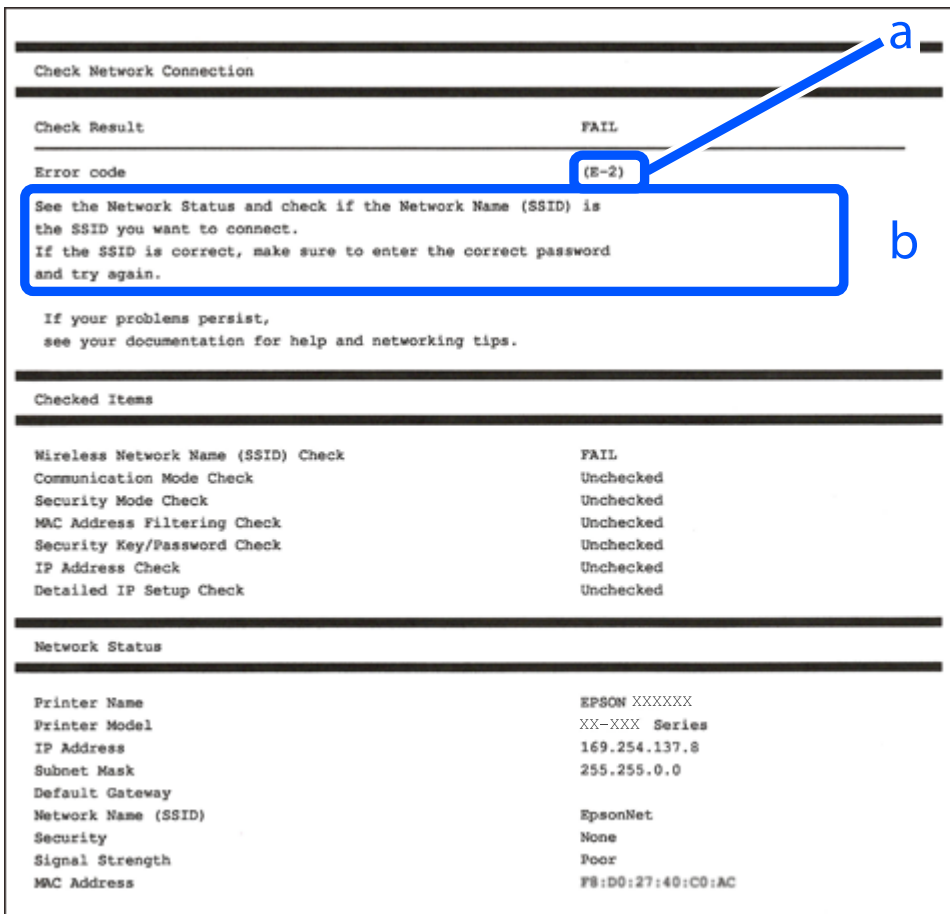 a
Check Network Connection
Check Result FAIL
Error code (E-2)
See the Network Status and check if the Network Name (SSID) is
the SSID you want to connect.
If the SSID is correct, make sure to enter the correct password
and try again.
b
If your problems persist,
see your documentation for help and networking tips.
Checked Items
Wireless Network Name (SSID) Check FAIL
Communication Mode Check Unchecked
Security Mode Check Unchecked
MAC Address Filtering Check Unchecked
Security Key/Password Check Unchecked
IP Address Check Unchecked
Detailed IP Setup Check Unchecked
Network Status
Printer Name EPSON XXXXXX
Printer Model XX-XXX Series
IP Address 169.254.137.8
Subnet Mask 255.255.0.0
Default Gateway
Network Name (SSID) EpsonNet
Security None
Signal Strength Poor
MAC Address F8:D0:27:40:C0:AC